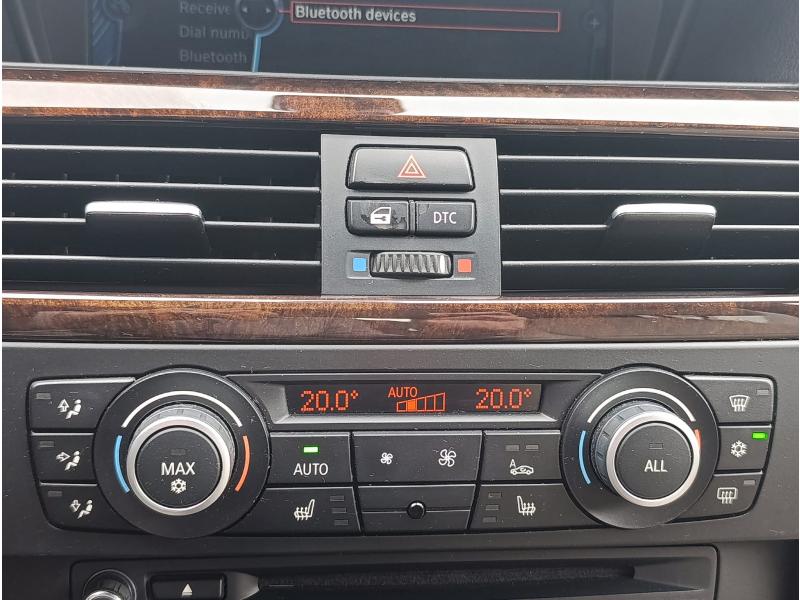 Receive
Bluetooth devices
Dial numb
Bluetooth
DTC
20.0°
AUTO
20.0°
MAX
AUTO
A
ALL